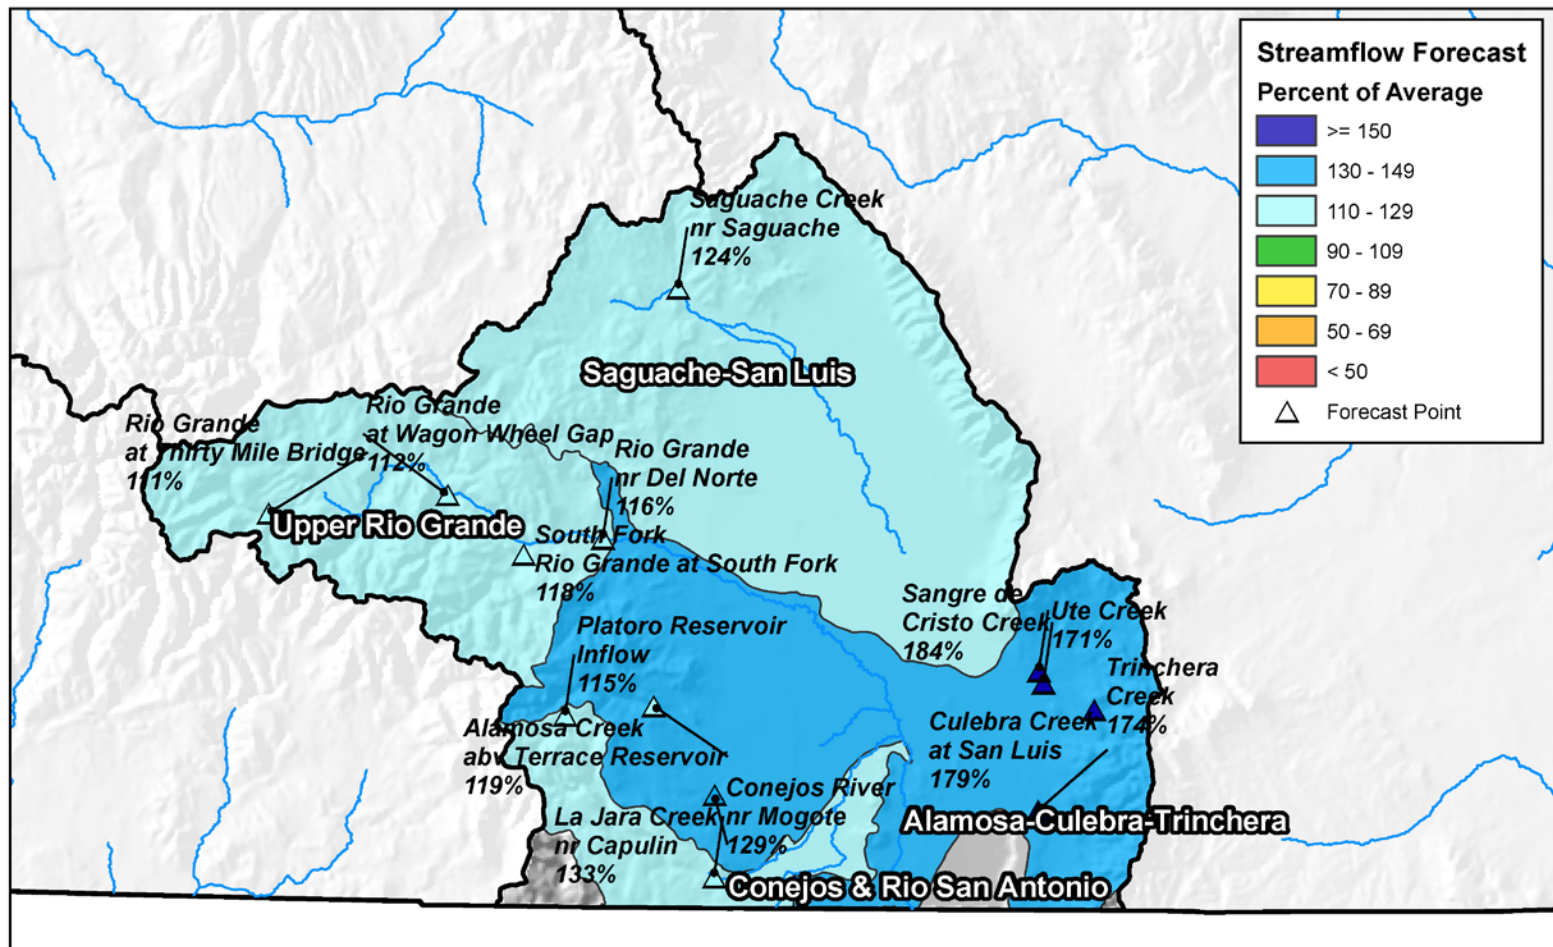 Streamflow Forecast
Percent of Average
>= 150
130 - 149
110 - 129
90 - 109
70 - 89
50 - 69
< 50
Forecast Point
Saguache Creek
nr Saguache
124%
Saguache-San Luis
Rio Grande
at Thirty Mile Bridge
111%
Rio Grande
at Wagon Wheel Gap
112%
Rio Grande
nr Del Norte
116%
Upper Rio Grande
South Fork
Rio Grande at South Fork
118%
Platoro Reservoir
Inflow
115%
Sangre de
Cristo Creek
184%
Ute Creek
171%
Trinchera
Creek
174%
Alamosa Creek
abv Terrace Reservoir
119%
Culebra Creek
at San Luis
179%
Conejos River
nr Mogote
129%
La Jara Creek
nr Capulin
133%
Alamosa-Culebra-Trinchera
Conejos & Rio San Antonio